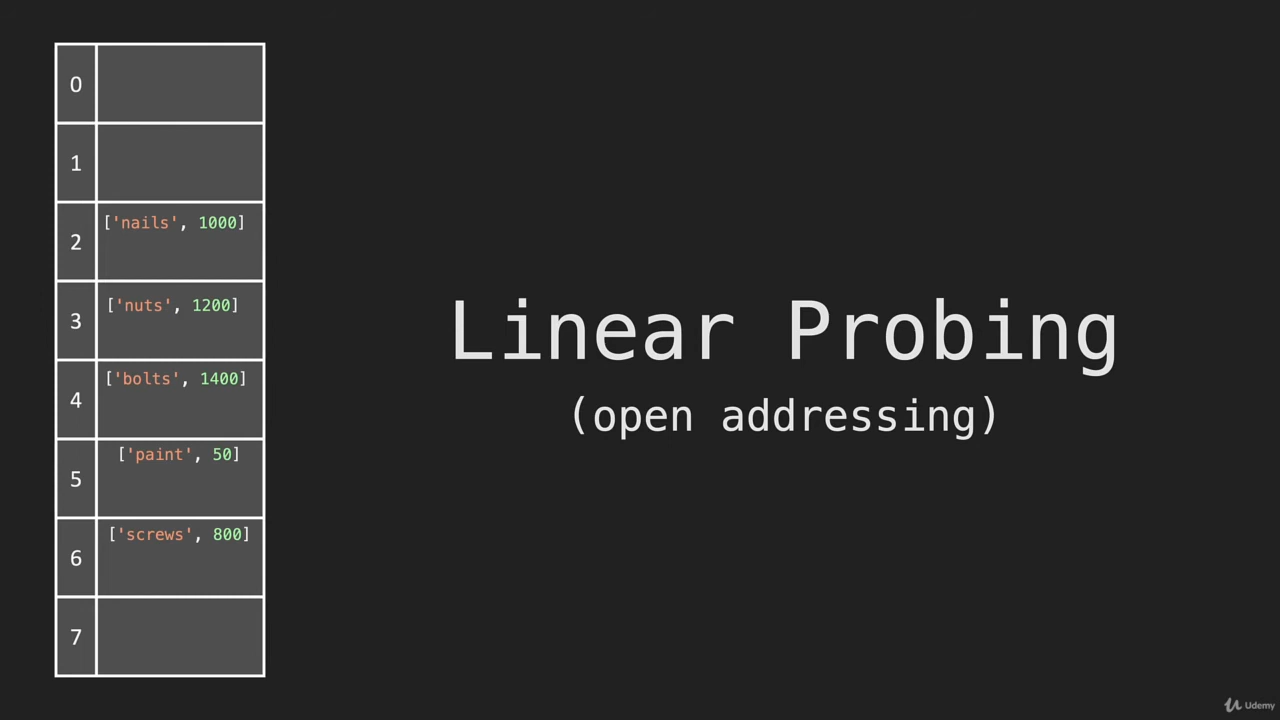 0
1
2 ['nails', 1000]
3 ['nuts', 1200]
4 ['bolts', 1400]
5 ['paint', 50]
6 ['screws', 800]
7
Linear Probing
(open addressing)
Udemy